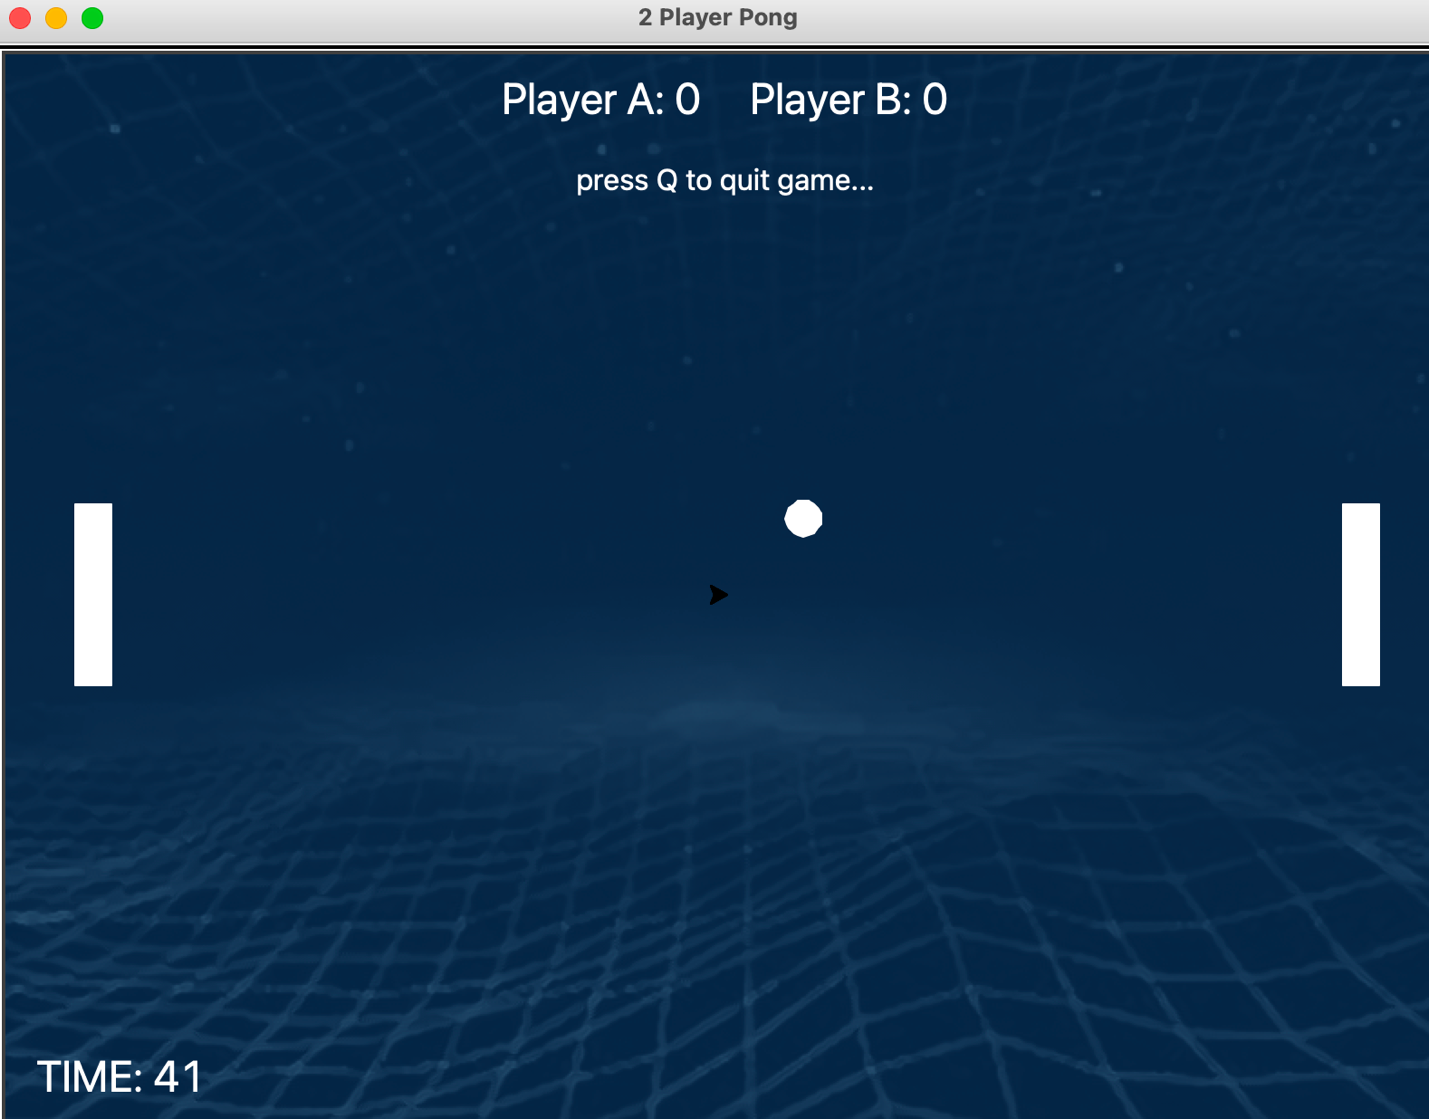 2 Player Pong
Player A: 0 Player B: 0
press Q to quit game...
TIME: 41